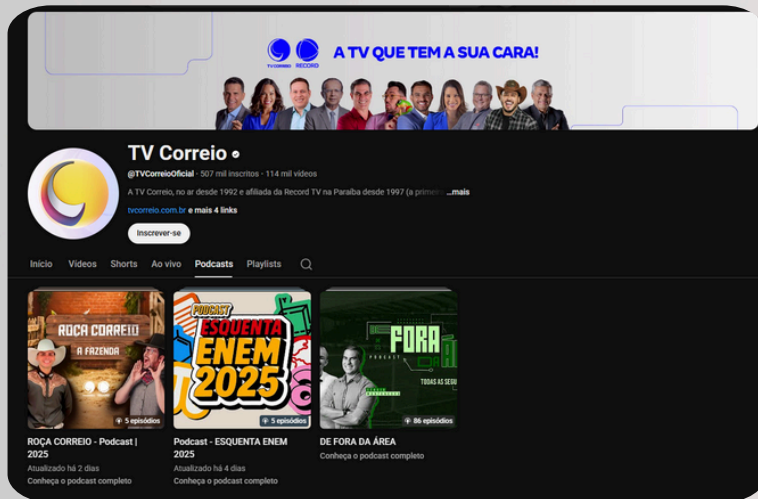 TV CORREIO RECORD A TV QUE TEM A SUA CARA!
TV Correio
@TVCorreioOficial · 507 mil inscritos · 114 mil vídeos
A TV Correio, no ar desde 1992 e afiliada da Record TV na Paraíba desde 1997 (a primeir ...mais
tvcorreio.com.br e mais 4 links
Inscrever-se
Início Vídeos Shorts Ao vivo Podcasts Playlists
ROÇA CORREIO
A FAZENDA
5 episódios
PODCAST
ESQUENTA
ENEM
2025
5 episódios
FORA
PODCAST
TODAS AS SEGU
86 episódios
ROÇA CORREIO - Podcast |
2025
Atualizado há 2 dias
Conheça o podcast completo
Podcast - ESQUENTA ENEM
2025
Atualizado há 4 dias
Conheça o podcast completo
DE FORA DA ÁREA
Conheça o podcast completo